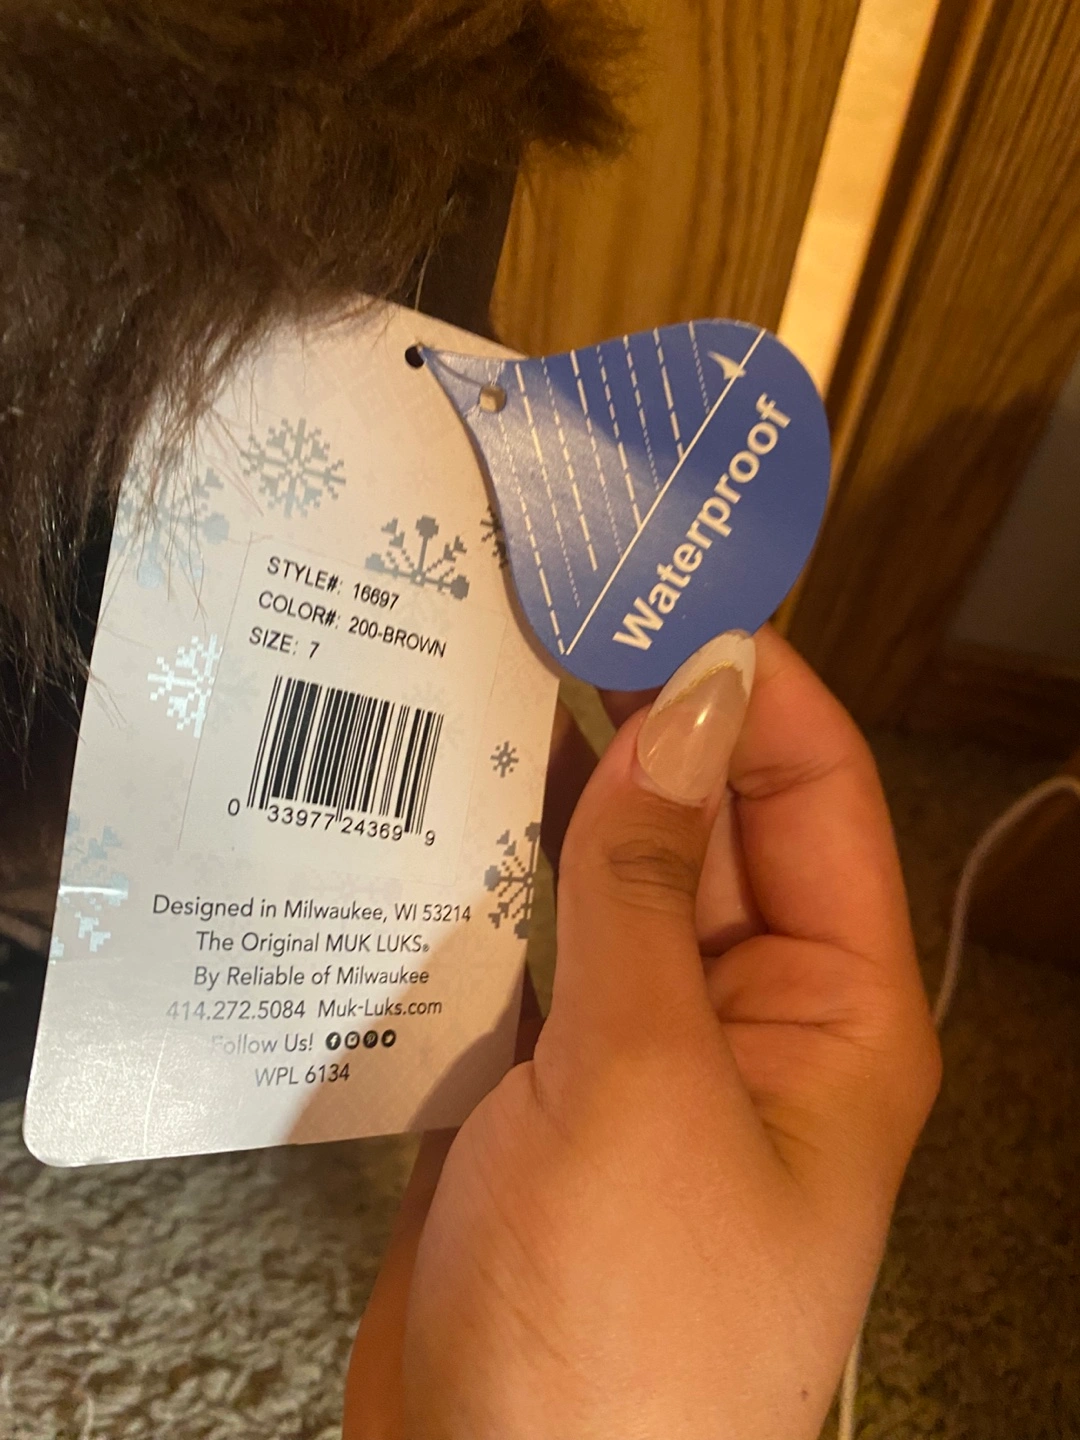 Waterproof
STYLE#: 16697
COLOR#: 200-BROWN
SIZE: 7
0 33977 24369 9
Designed in Milwaukee, WI 53214
The Original MUK LUKS®
By Reliable of Milwaukee
414.272.5084 Muk-Luks.com
Follow Us!
WPL 6134